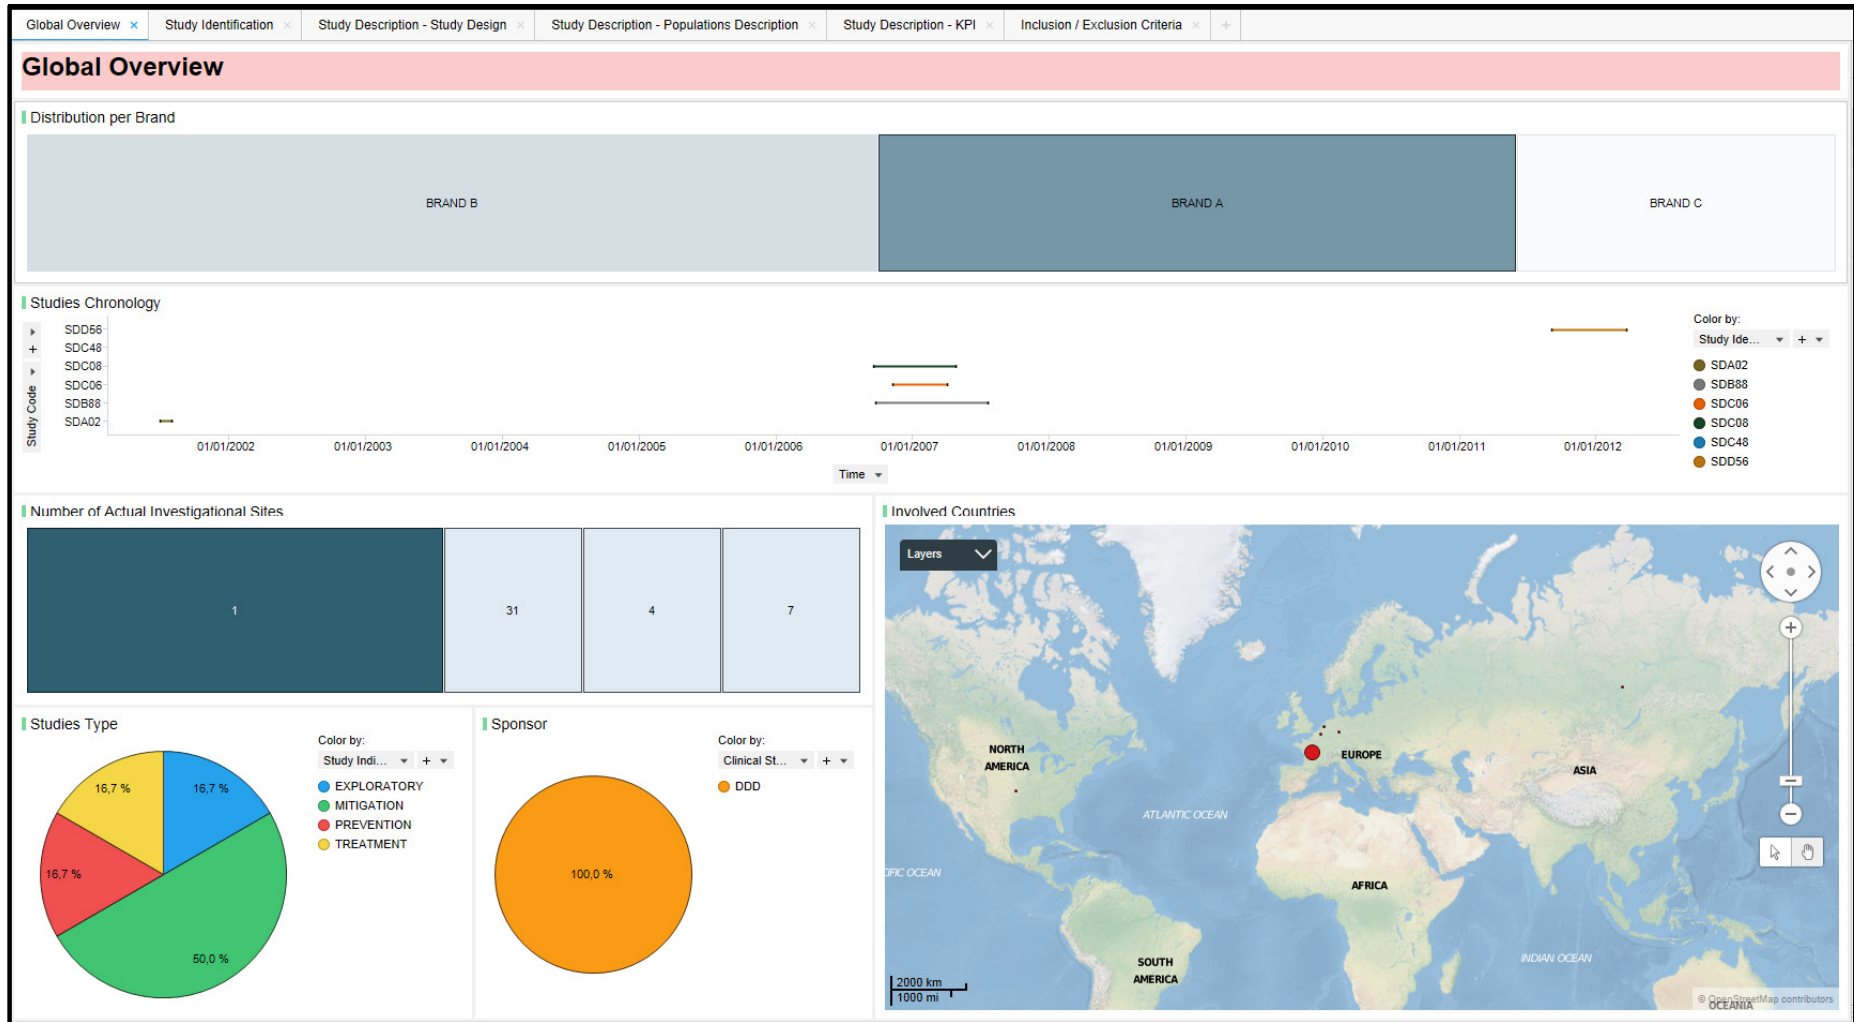 Global Overview × Study Identification × Study Description - Study Design × Study Description - Populations Description × Study Description - KPI × Inclusion / Exclusion Criteria × +
Global Overview
Distribution per Brand
BRAND B BRAND A BRAND C
Studies Chronology
Study Code
SDD56
SDC48
SDC08
SDC06
SDB88
SDA02
01/01/2002 01/01/2003 01/01/2004 01/01/2005 01/01/2006 01/01/2007 01/01/2008 01/01/2009 01/01/2010 01/01/2011 01/01/2012
Time
Color by:
Study Ide... +
SDA02
SDB88
SDC06
SDC08
SDC48
SDD56
Number of Actual Investigational Sites
1 31 4 7
Studies Type
16,7 % 16,7 %
16,7 %
50,0 %
Color by:
Study Indi... +
EXPLORATORY
MITIGATION
PREVENTION
TREATMENT
Sponsor
100,0 %
Color by:
Clinical St... +
DDD
Involved Countries
Layers
NORTH
AMERICA
EUROPE
ASIA
ATLANTIC OCEAN
IFIC OCEAN
AFRICA
SOUTH
AMERICA
INDIAN OCEAN
2000 km
1000 mi
© OpenStreetMap contributors
OCEANIA